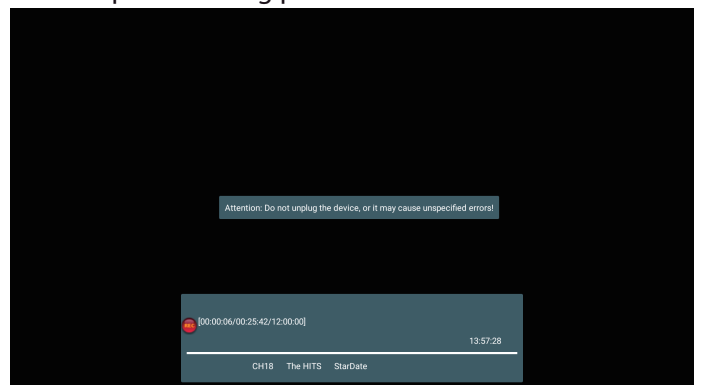 Attention: Do not unplug the device, or it may cause unspecified errors!
REC [00:00:06/00:25:42/12:00:00]
13:57:28
CH18 The HITS StarDate